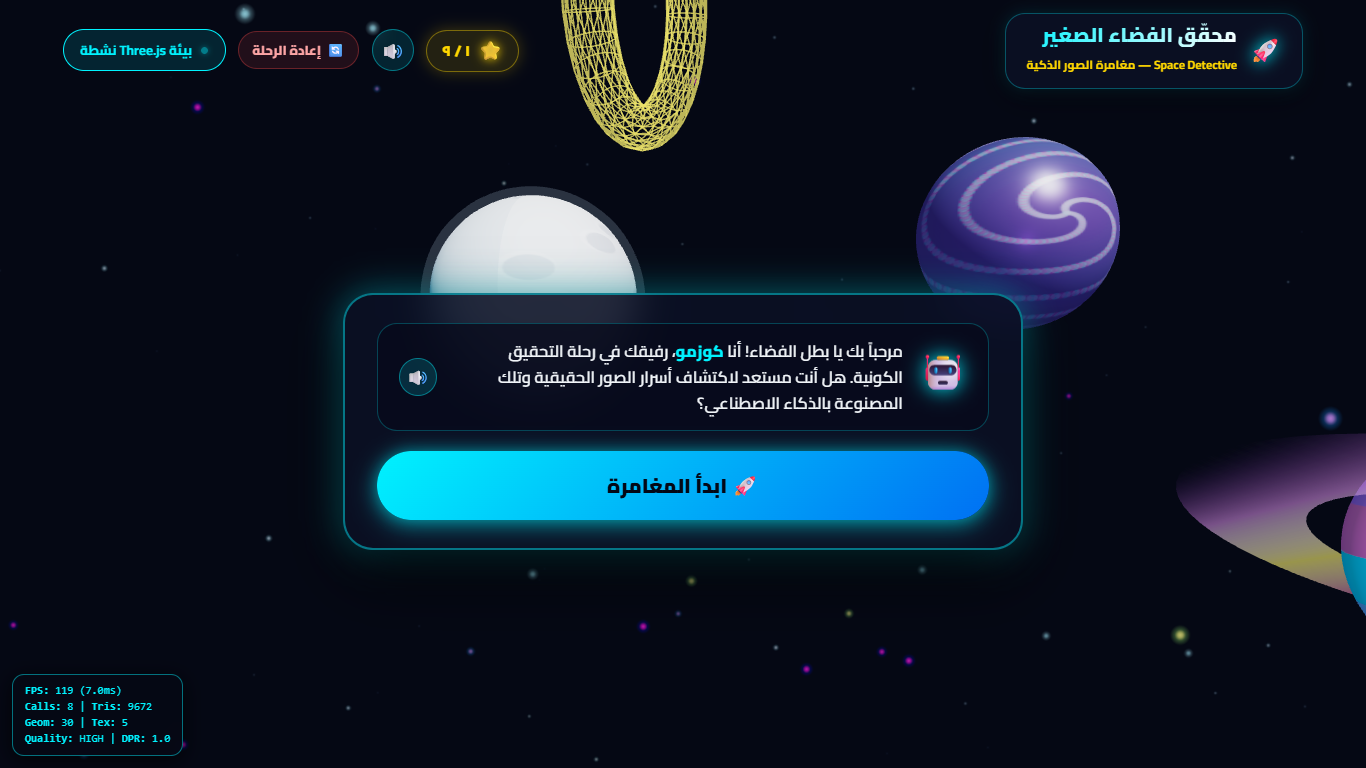 محقّق الفضاء الصغير
Space Detective — مغامرة الصور الذكية
١ / ٩
إعادة الرحلة
بيئة Three.js نشطة
مرحباً بك يا بطل الفضاء! أنا كوزمو، رفيقك في رحلة التحقيق
الكونية. هل أنت مستعد لاكتشاف أسرار الصور الحقيقية وتلك
المصنوعة بالذكاء الاصطناعي؟
ابدأ المغامرة
FPS: 119 (7.0ms)
Calls: 8 | Tris: 9672
Geom: 30 | Tex: 5
Quality: HIGH | DPR: 1.0